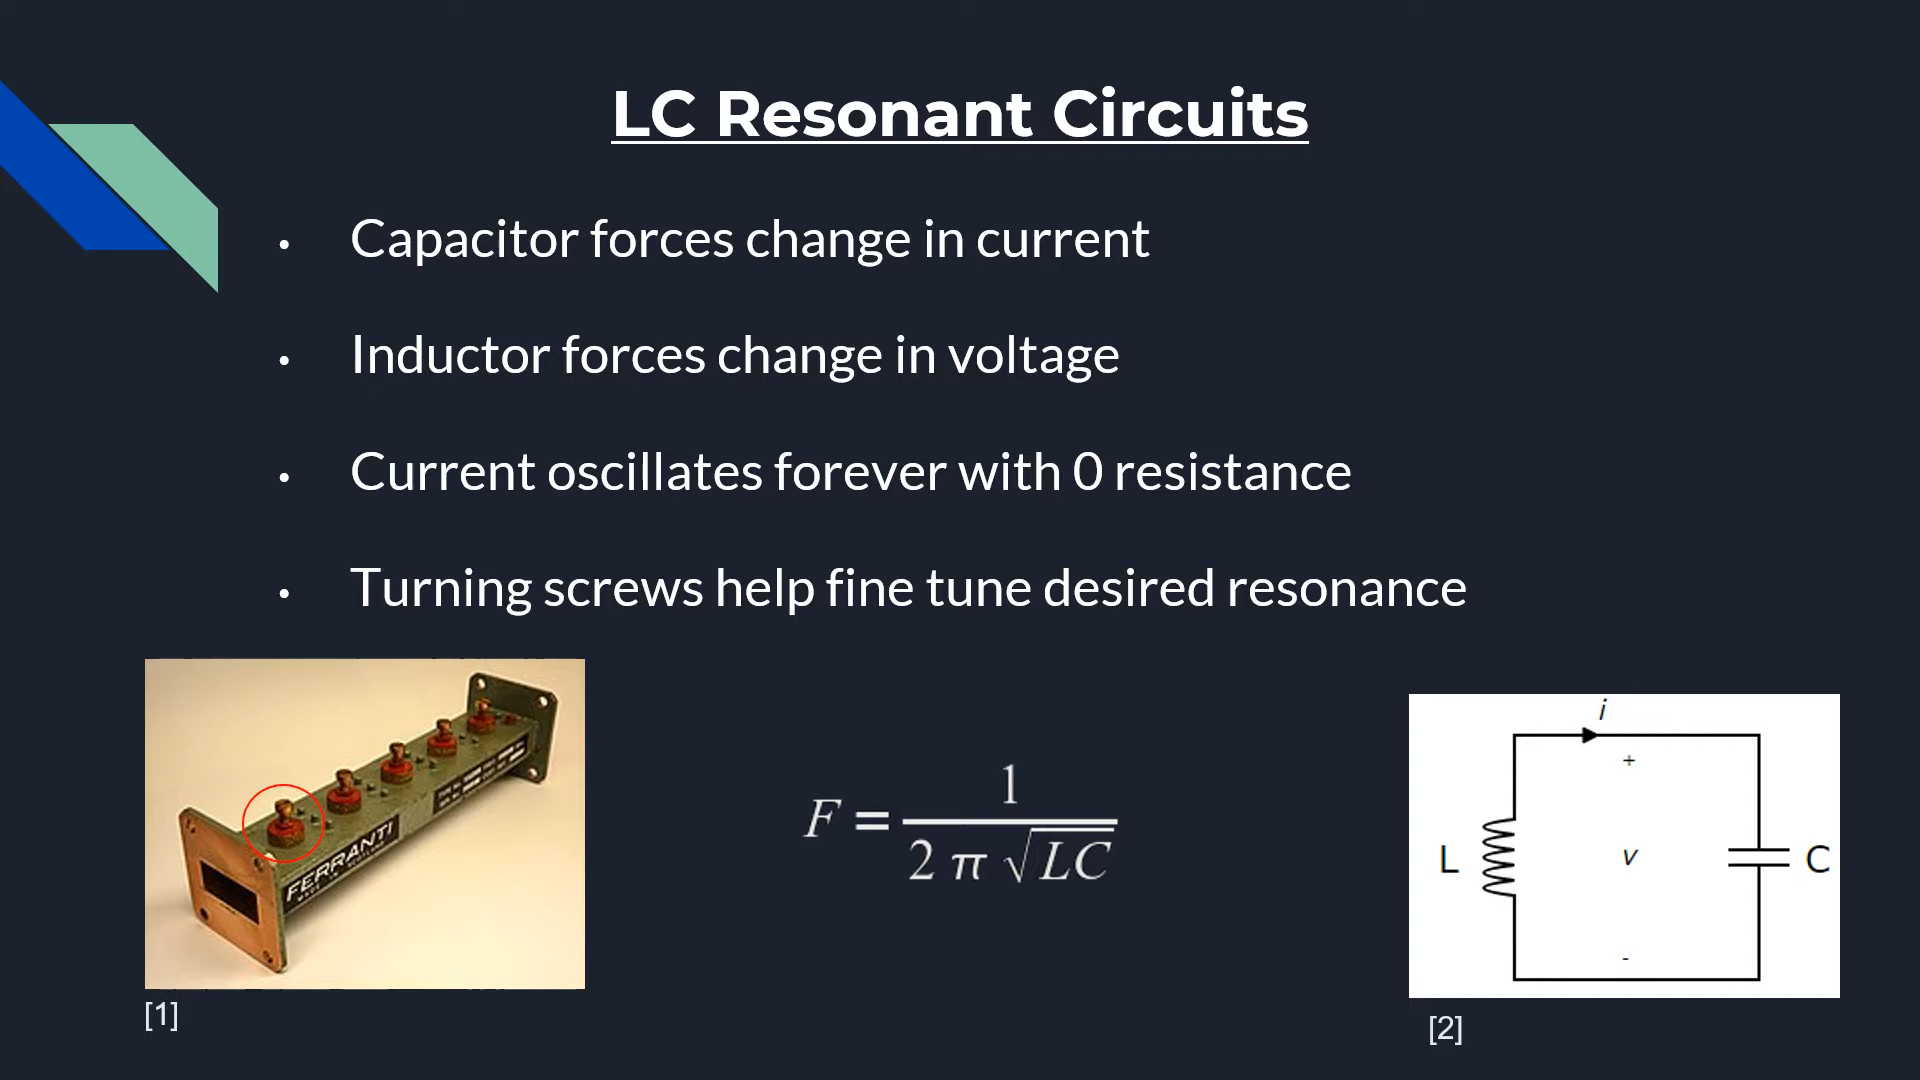 LC Resonant Circuits
• Capacitor forces change in current
• Inductor forces change in voltage
• Current oscillates forever with 0 resistance
• Turning screws help fine tune desired resonance
FERRANTI
[1]
F = 1 / 2 π √LC
i
+
L
v
C
-
[2]